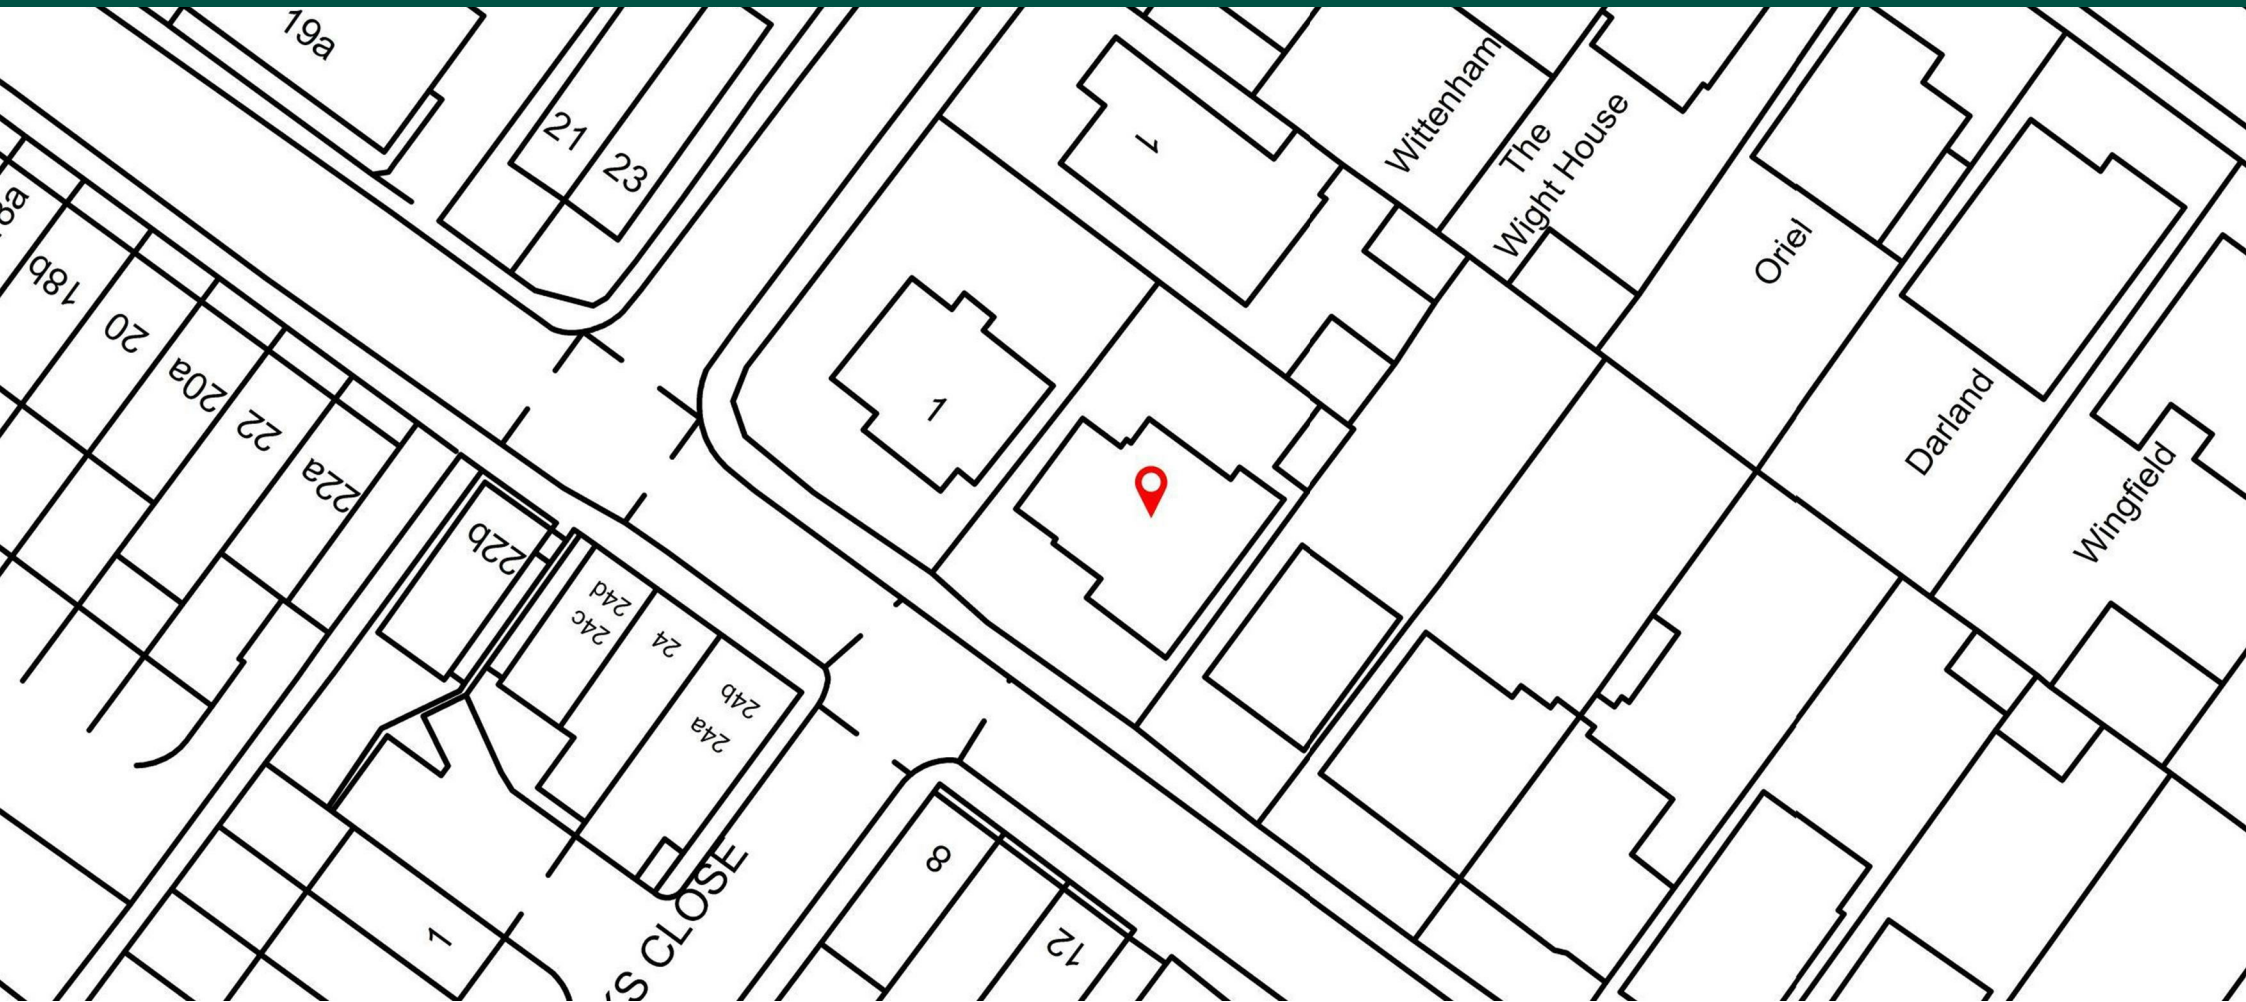 19a
21
23
1
Wittenham
The
Wight House
Oriel
18b
20
20a
22
22a
22b
1
Darland
Wingfield
24d
24c
24
24b
24a
8
12
1
CLOSE